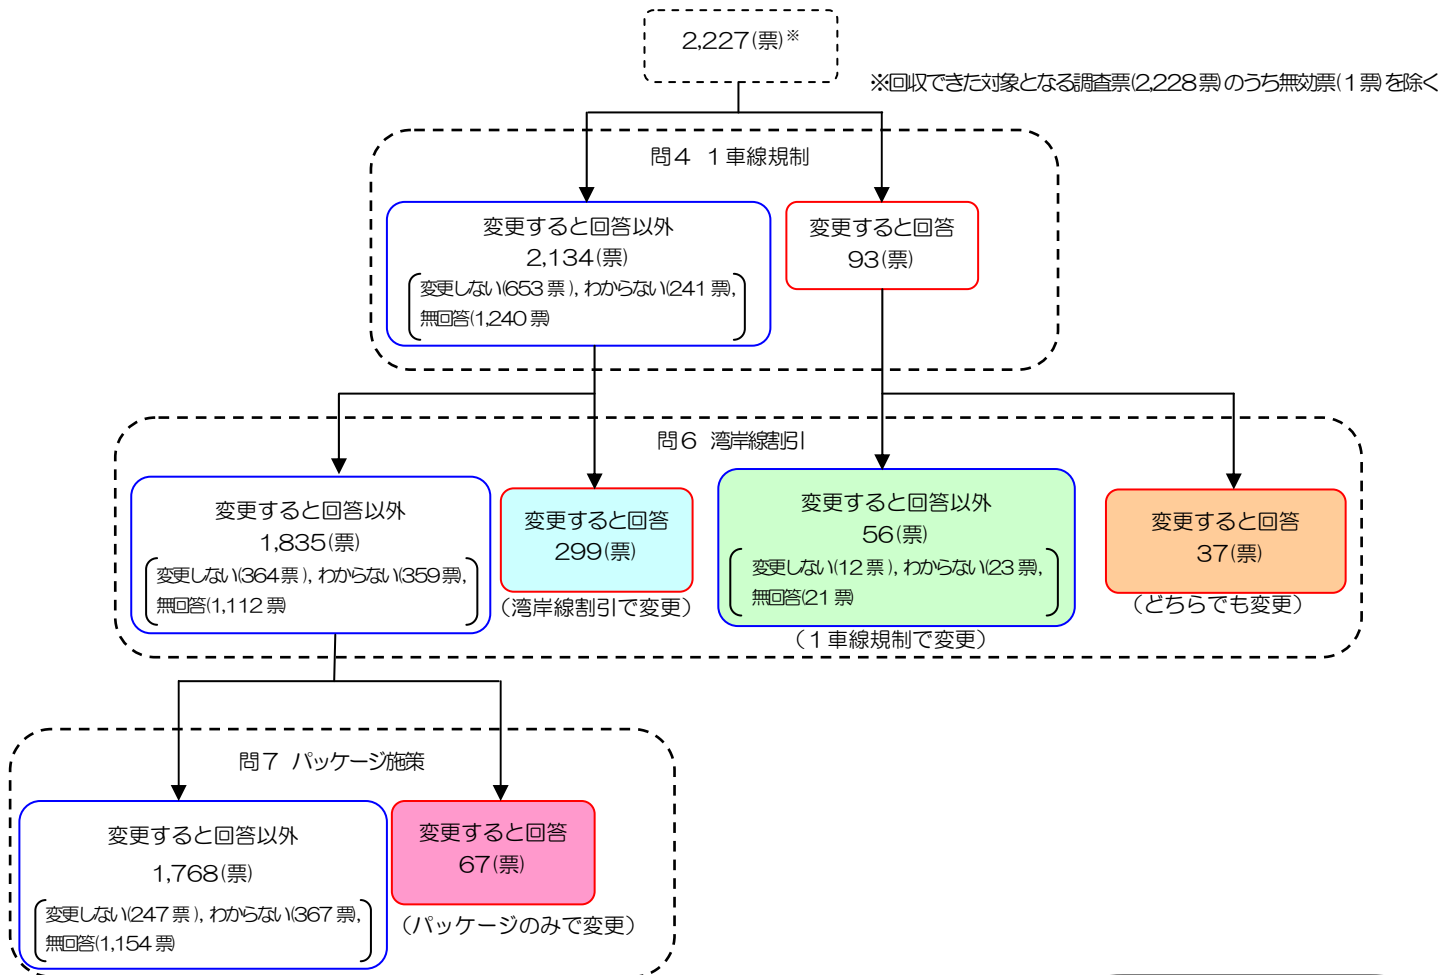 2,227(票)※
※回収できた対象となる調査票(2,228票)のうち無効票(1票)を除く
問4 1車線規制
変更すると回答以外
2,134(票)
変更しない(653票), わからない(241票),
無回答(1,240票)
変更すると回答
93(票)
問6 湾岸線割引
変更すると回答以外
1,835(票)
変更しない(364票), わからない(359票),
無回答(1,112票)
変更すると回答
299(票)
(湾岸線割引で変更)
変更すると回答以外
56(票)
変更しない(12票), わからない(23票),
無回答(21票)
(1車線規制で変更)
変更すると回答
37(票)
(どちらでも変更)
問7 パッケージ施策
変更すると回答以外
1,768(票)
変更しない(247票), わからない(367票),
無回答(1,154票)
変更すると回答
67(票)
(パッケージのみで変更)